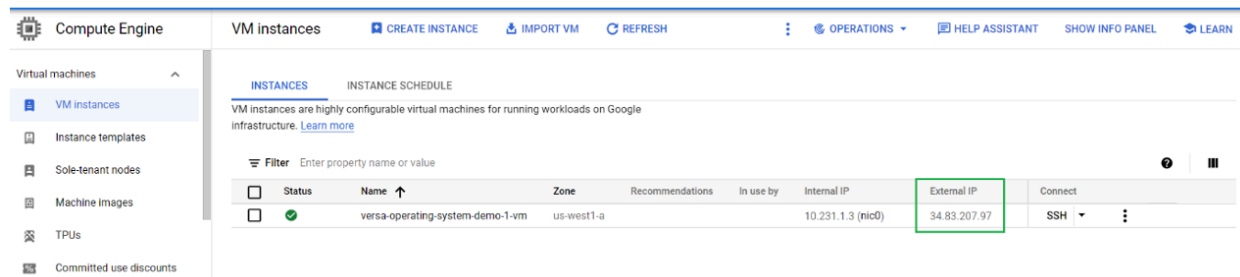 Compute Engine
VM instances
CREATE INSTANCE
IMPORT VM
REFRESH
OPERATIONS
HELP ASSISTANT
SHOW INFO PANEL
LEARN
Virtual machines
VM instances
Instance templates
Sole-tenant nodes
Machine images
TPUs
Committed use discounts
INSTANCES
INSTANCE SCHEDULE
VM instances are highly configurable virtual machines for running workloads on Google
infrastructure. Learn more
Filter Enter property name or value
Status Name Zone Recommendations In use by Internal IP External IP Connect
versa-operating-system-demo-1-vm us-west1-a 10.231.1.3 (nic0) 34.83.207.97 SSH